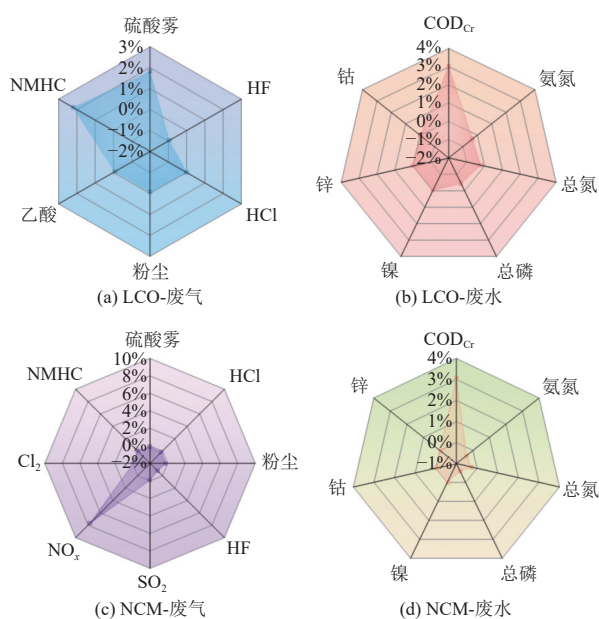 硫酸雾
3%
2%
1%
0%
−1%
−2%
NMHC
HF
乙酸
HCl
粉尘
(a) LCO-废气
COD_Cr
4%
3%
2%
1%
0%
−1%
−2%
钴
氨氮
锌
总氮
镍
总磷
(b) LCO-废水
硫酸雾
10%
8%
6%
4%
2%
0%
−2%
NMHC
HCl
Cl₂
粉尘
NOₓ
HF
SO₂
(c) NCM-废气
COD_Cr
4%
3%
2%
1%
0%
−1%
锌
氨氮
钴
总氮
镍
总磷
(d) NCM-废水